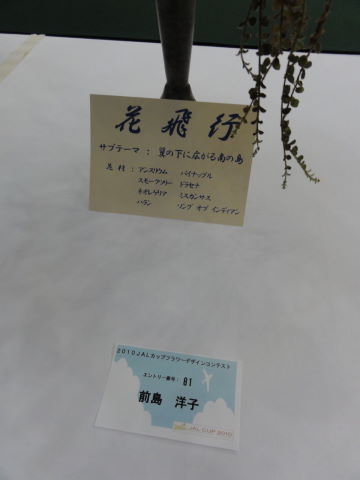 花飛行
サブテーマ : 翼の下に広がる南の島
花材 : アンスリウム パイナップル
スモークツリー ドラセナ
ネオレゲリア ミスカンサス
ハラン リング オブ インディアン
2010JALカップフラワーデザインコンテスト
エントリー番号: 81
前島 洋子
JAL CUP 2010